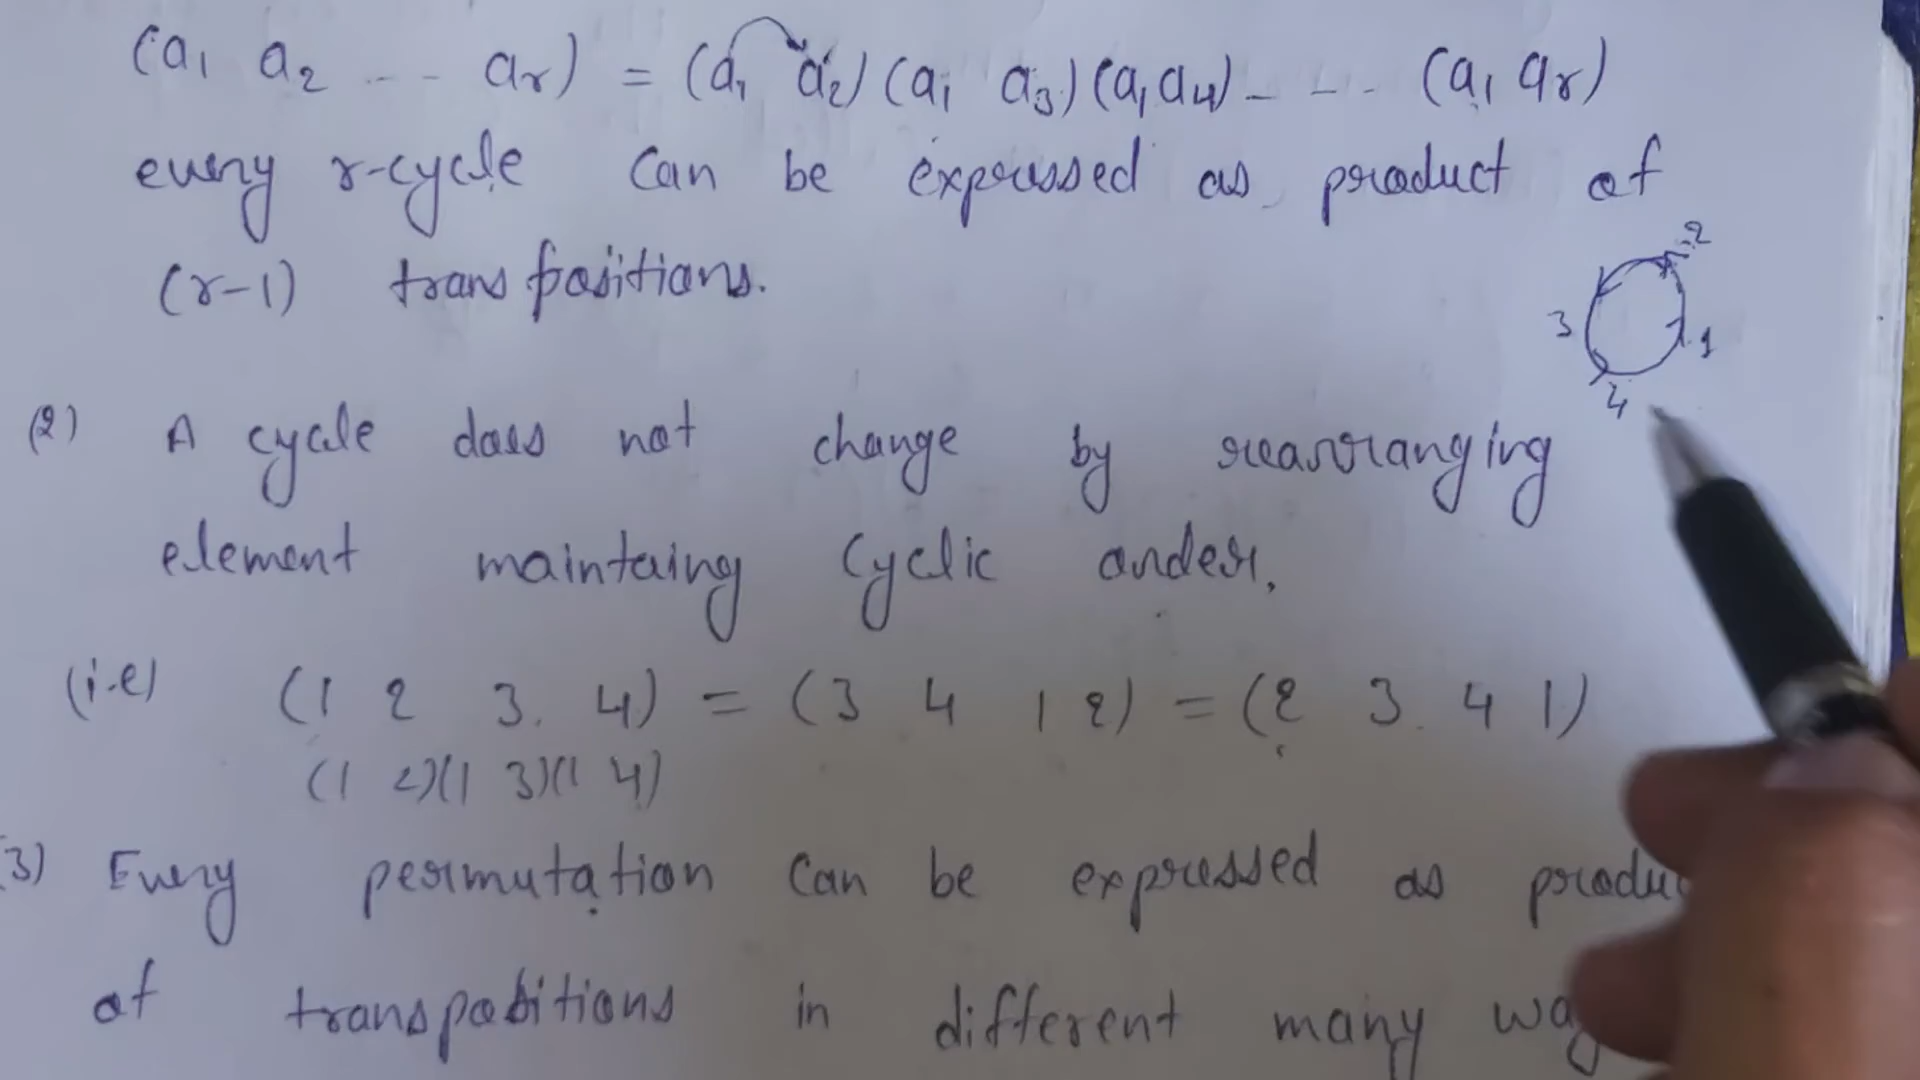 (a1 a2 -- - ar) = (a1 a2) (a1 a3) (a1 a4) - - - - (a1 ar)
every r-cycle can be expressed as product of
(r-1) transpositions.
2
3 1
4
(2) A cycle does not change by rearranging
element maintaing cyclic order,
(i.e) (1 2 3. 4) = (3 4 1 2) = (2 3. 4 1)
(1 2)(1 3)(1 4)
(3) Every permutation can be expressed as
of transpositions in different many